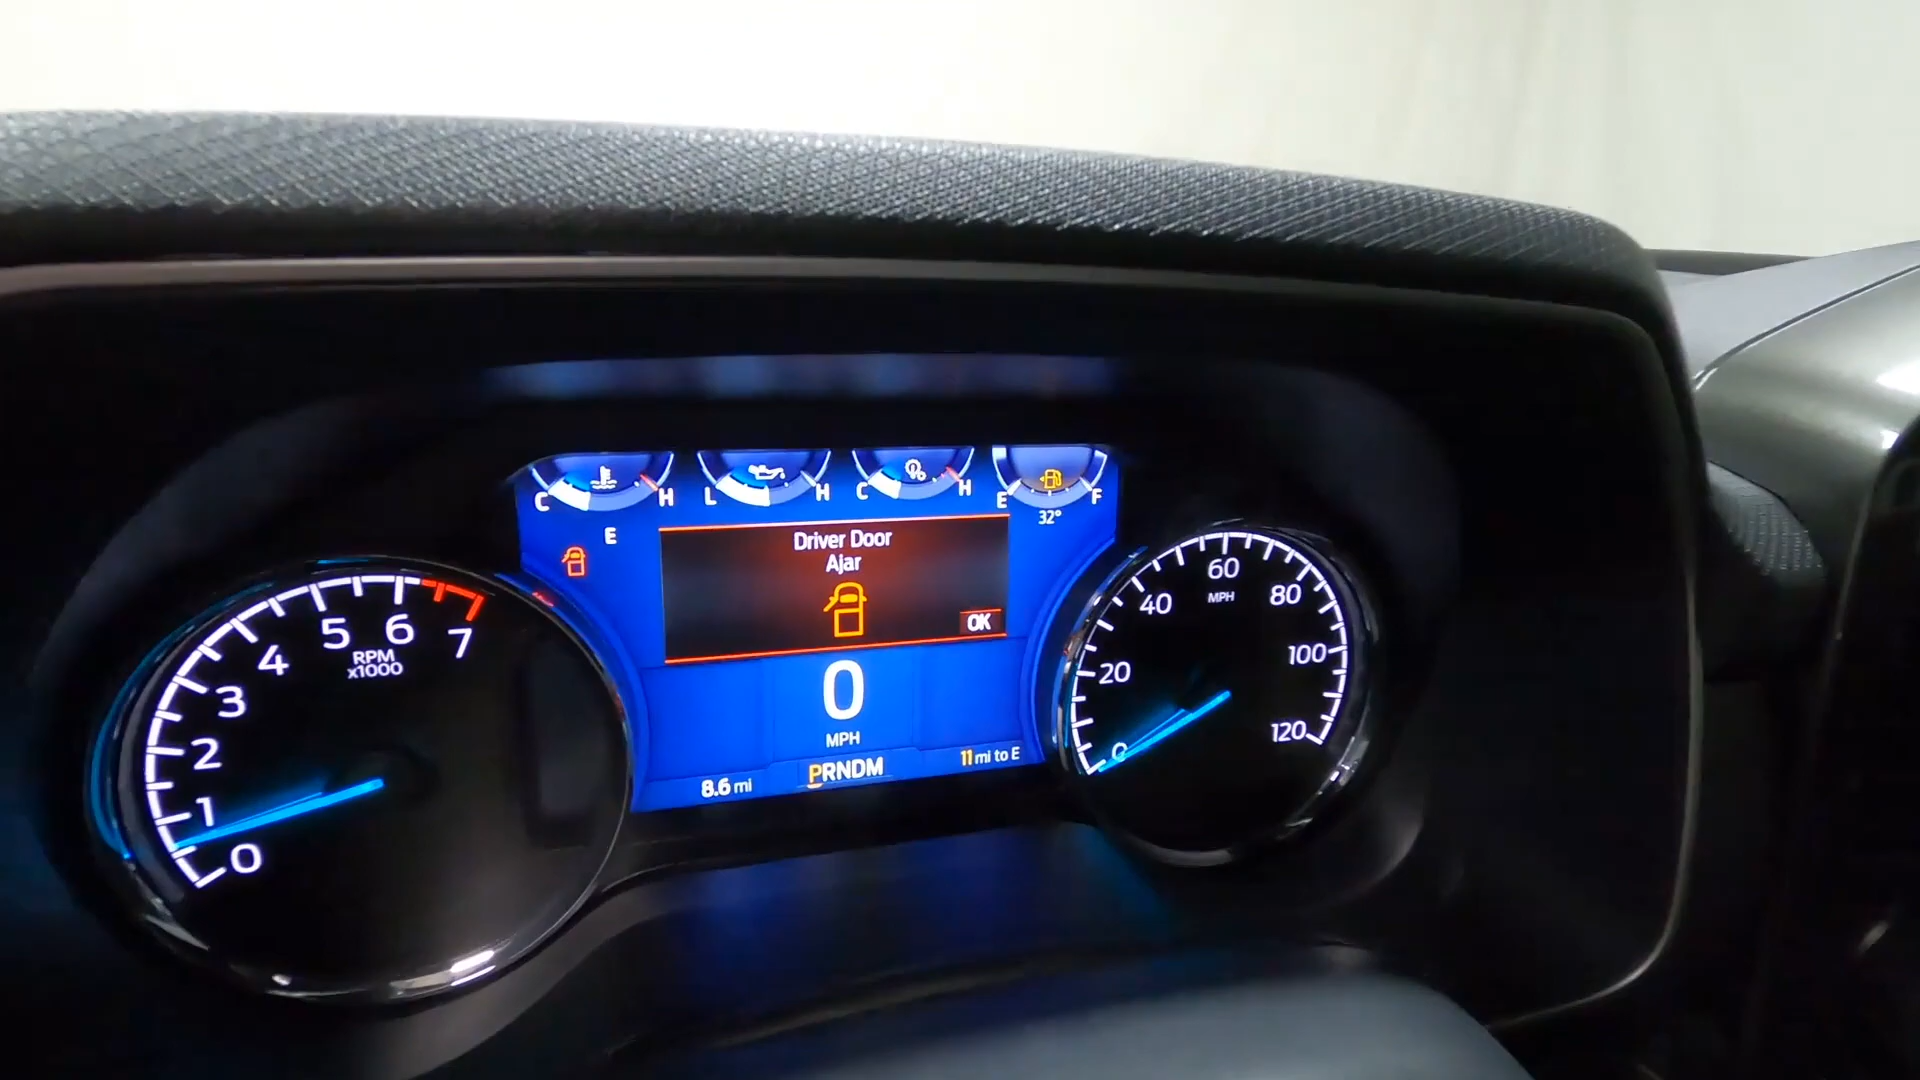 C H L H C H E F
32°
E
Driver Door
Ajar
OK
0
MPH
8.6 mi
PRNDM
11 mi to E
0 1 2 3 4 5 6 7
RPM
x1000
0 20 40 60 80 100 120
MPH